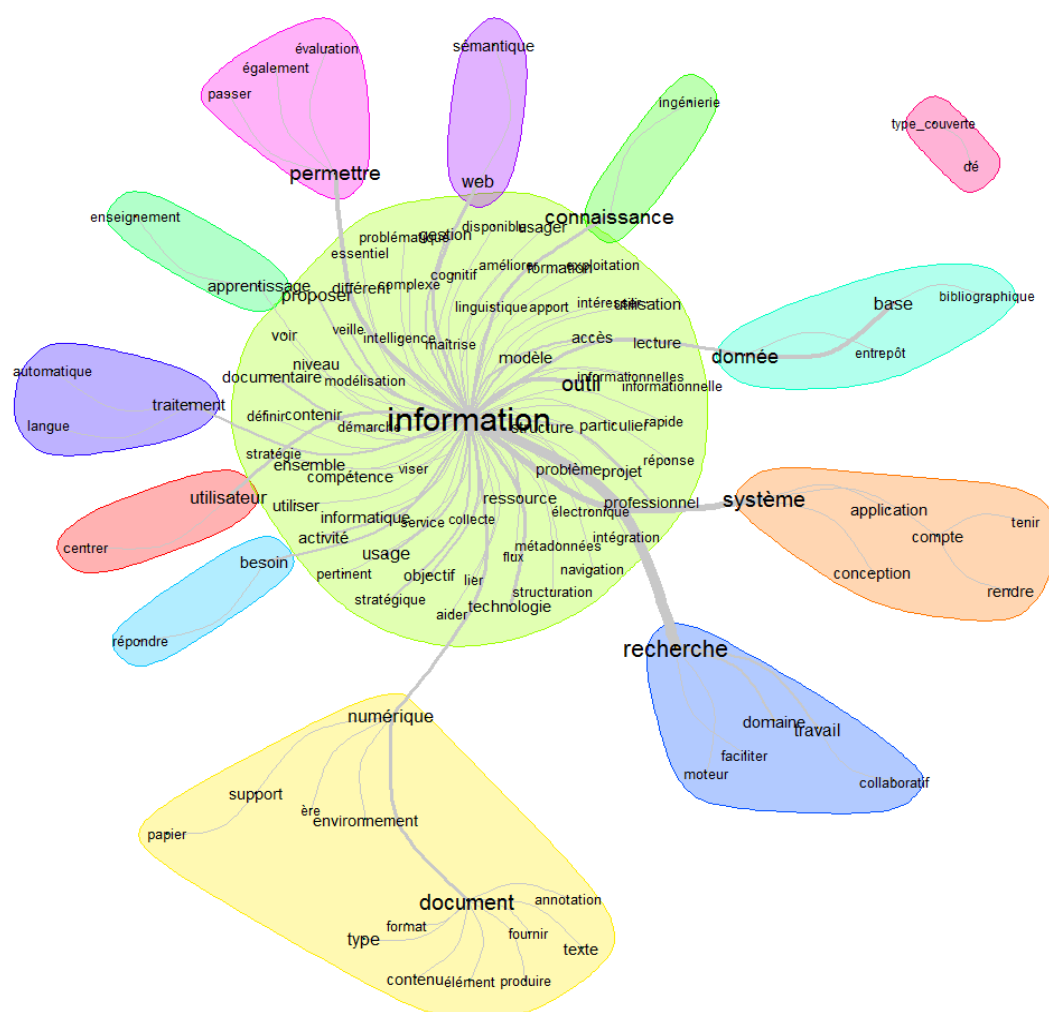 sémantique
évaluation
également
passer
ingénierie
type_couverte
dé
permettre
web
enseignement
connaissance
disponible
usager
problématique
gestion
essentiel
cognitif
améliorer
formation
exploitation
apprentissage
proposer
différent
complexe
bibliographique
base
linguistique
apport
intéresser
utilisation
voir
veille
intelligence
maîtrise
accès
lecture
modèle
donnée
entrepôt
niveau
automatique
documentaire
modélisation
outil
informationnelles
informationnelle
traitement
définir
contenir
information
langue
démarche
structure
particulier
rapide
stratégie
ensemble
compétence
viser
problème
projet
réponse
utilisateur
utiliser
ressource
professionnel
système
informatique
service
collecte
électronique
application
tenir
centrer
activité
intégration
compte
besoin
usage
flux
métadonnées
pertinent
objectif
lier
navigation
conception
stratégique
structuration
rendre
aider
technologie
répondre
recherche
numérique
domaine
travail
faciliter
moteur
collaboratif
support
ère
environnement
papier
document
annotation
format
type
fournir
texte
contenu
élément
produire